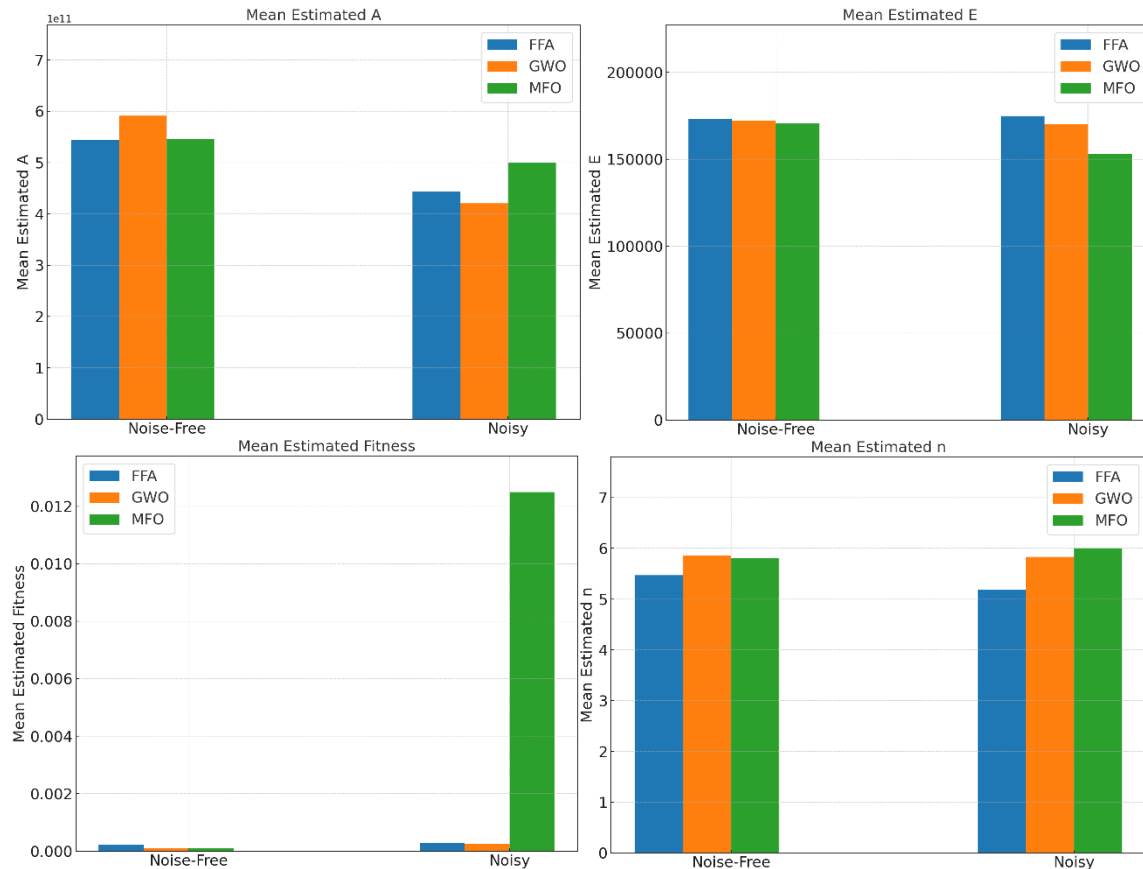 Mean Estimated A
1e11
7
6
5
4
3
2
1
0
Mean Estimated A
FFA
GWO
MFO
Noise-Free
Noisy
Mean Estimated E
200000
150000
100000
50000
0
Mean Estimated E
FFA
GWO
MFO
Noise-Free
Noisy
Mean Estimated Fitness
0.012
0.010
0.008
0.006
0.004
0.002
0.000
Mean Estimated Fitness
FFA
GWO
MFO
Noise-Free
Noisy
Mean Estimated n
7
6
5
4
3
2
1
0
Mean Estimated n
FFA
GWO
MFO
Noise-Free
Noisy